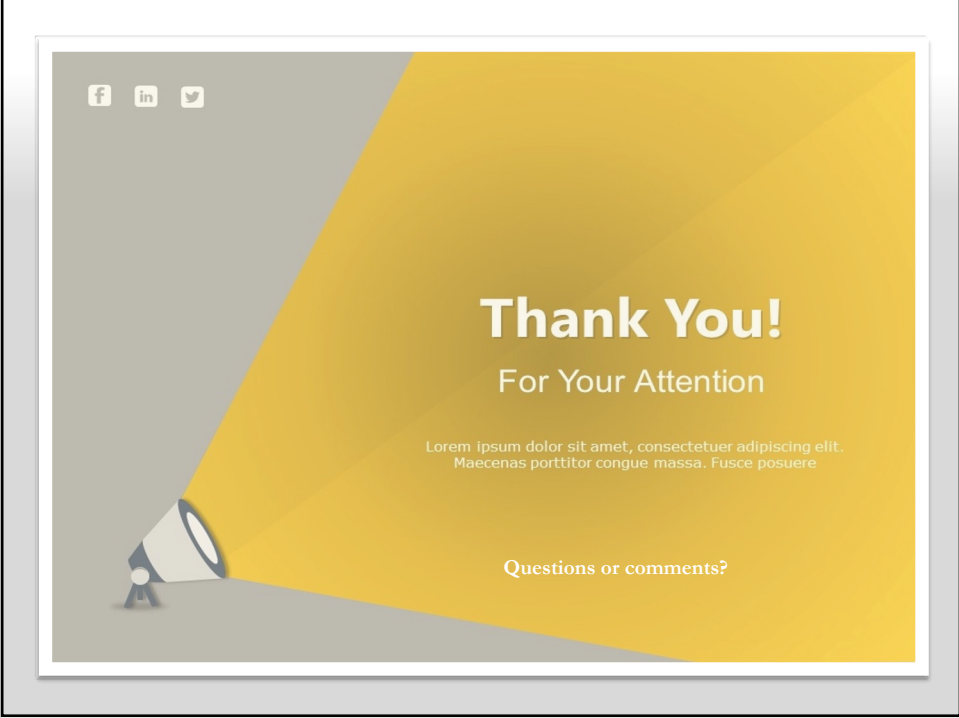 Thank You!
For Your Attention
Lorem ipsum dolor sit amet, consectetuer adipiscing elit.
Maecenas porttitor congue massa. Fusce posuere
Questions or comments?